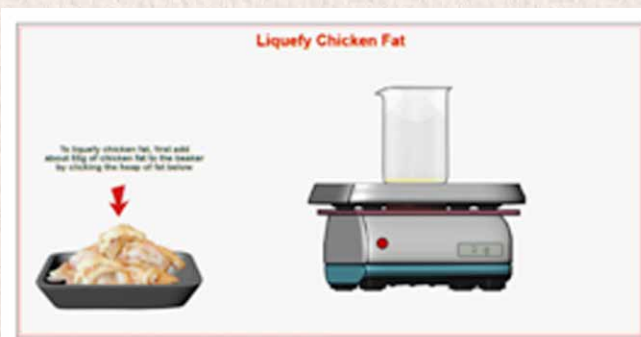 Liquefy Chicken Fat
To liquefy chicken fat, first add
about of chicken fat to the beaker
by clicking the heap of fat below